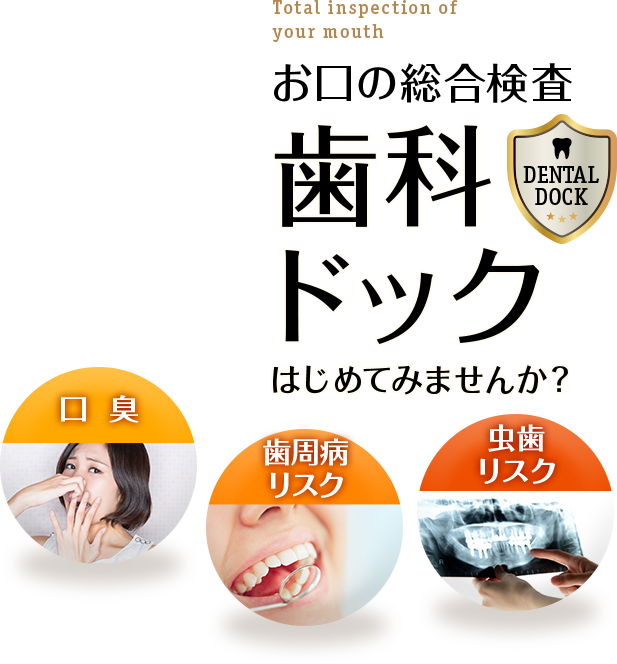 Total inspection of
your mouth
お口の総合検査
歯科
ドック
DENTAL
DOCK
はじめてみませんか?
口臭
歯周病
リスク
虫歯
リスク